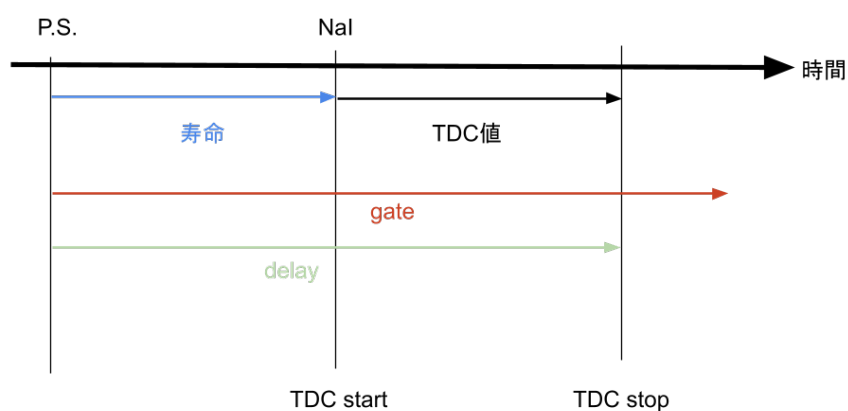 P.S.
NaI
時間
寿命
TDC値
gate
delay
TDC start
TDC stop